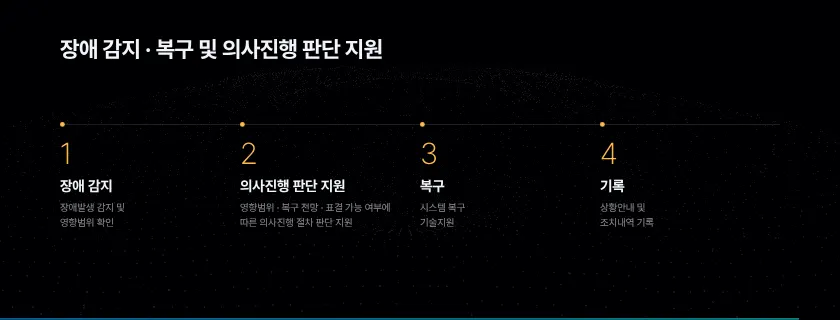 장애 감지 · 복구 및 의사진행 판단 지원
1
장애 감지
장애발생 감지 및
영향범위 확인
2
의사진행 판단 지원
영향범위 · 복구 전망 · 표결 가능 여부에
따른 의사진행 절차 판단 지원
3
복구
시스템 복구
기술지원
4
기록
상황안내 및
조치내역 기록